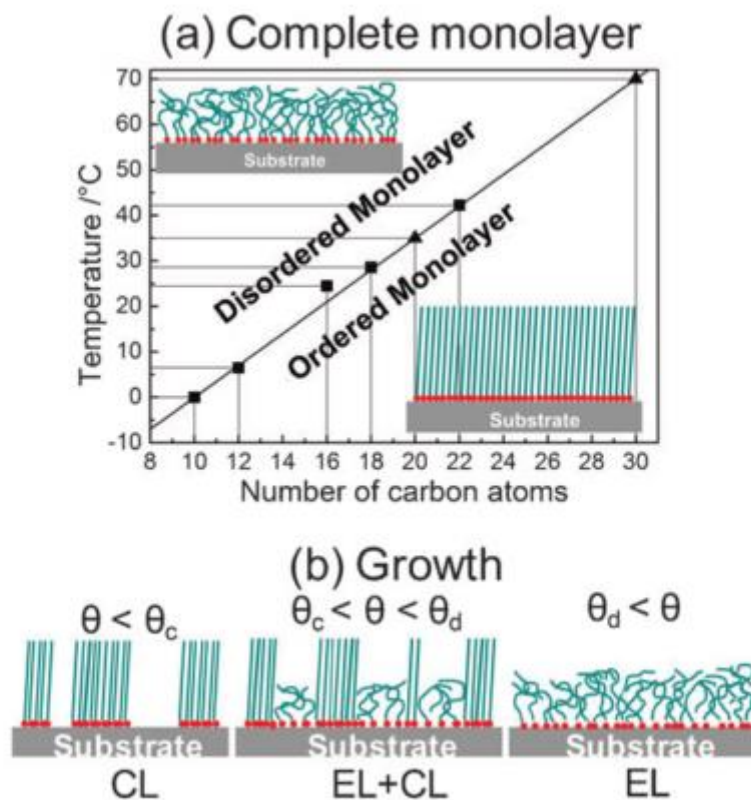 (a) Complete monolayer
70
60
50
40
30
20
10
0
-10
Temperature /°C
Substrate
Disordered Monolayer
Ordered Monolayer
Substrate
8 10 12 14 16 18 20 22 24 26 28 30
Number of carbon atoms
(b) Growth
θ < θc θc < θ < θd θd < θ
Substrate Substrate Substrate
CL EL+CL EL